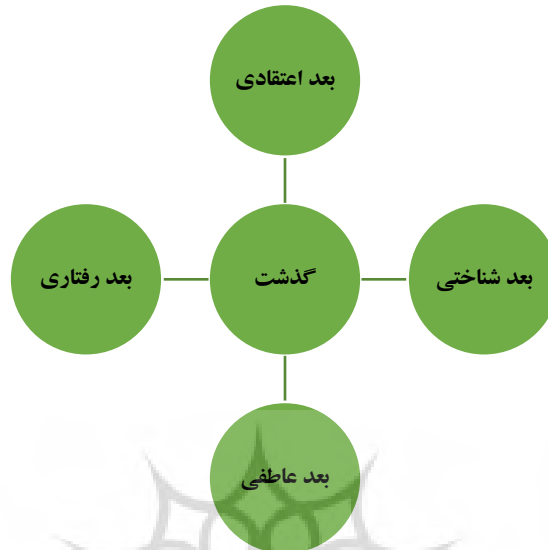 بعد اعتقادی
بعد شناختی
گذشت
بعد رفتاری
بعد عاطفی